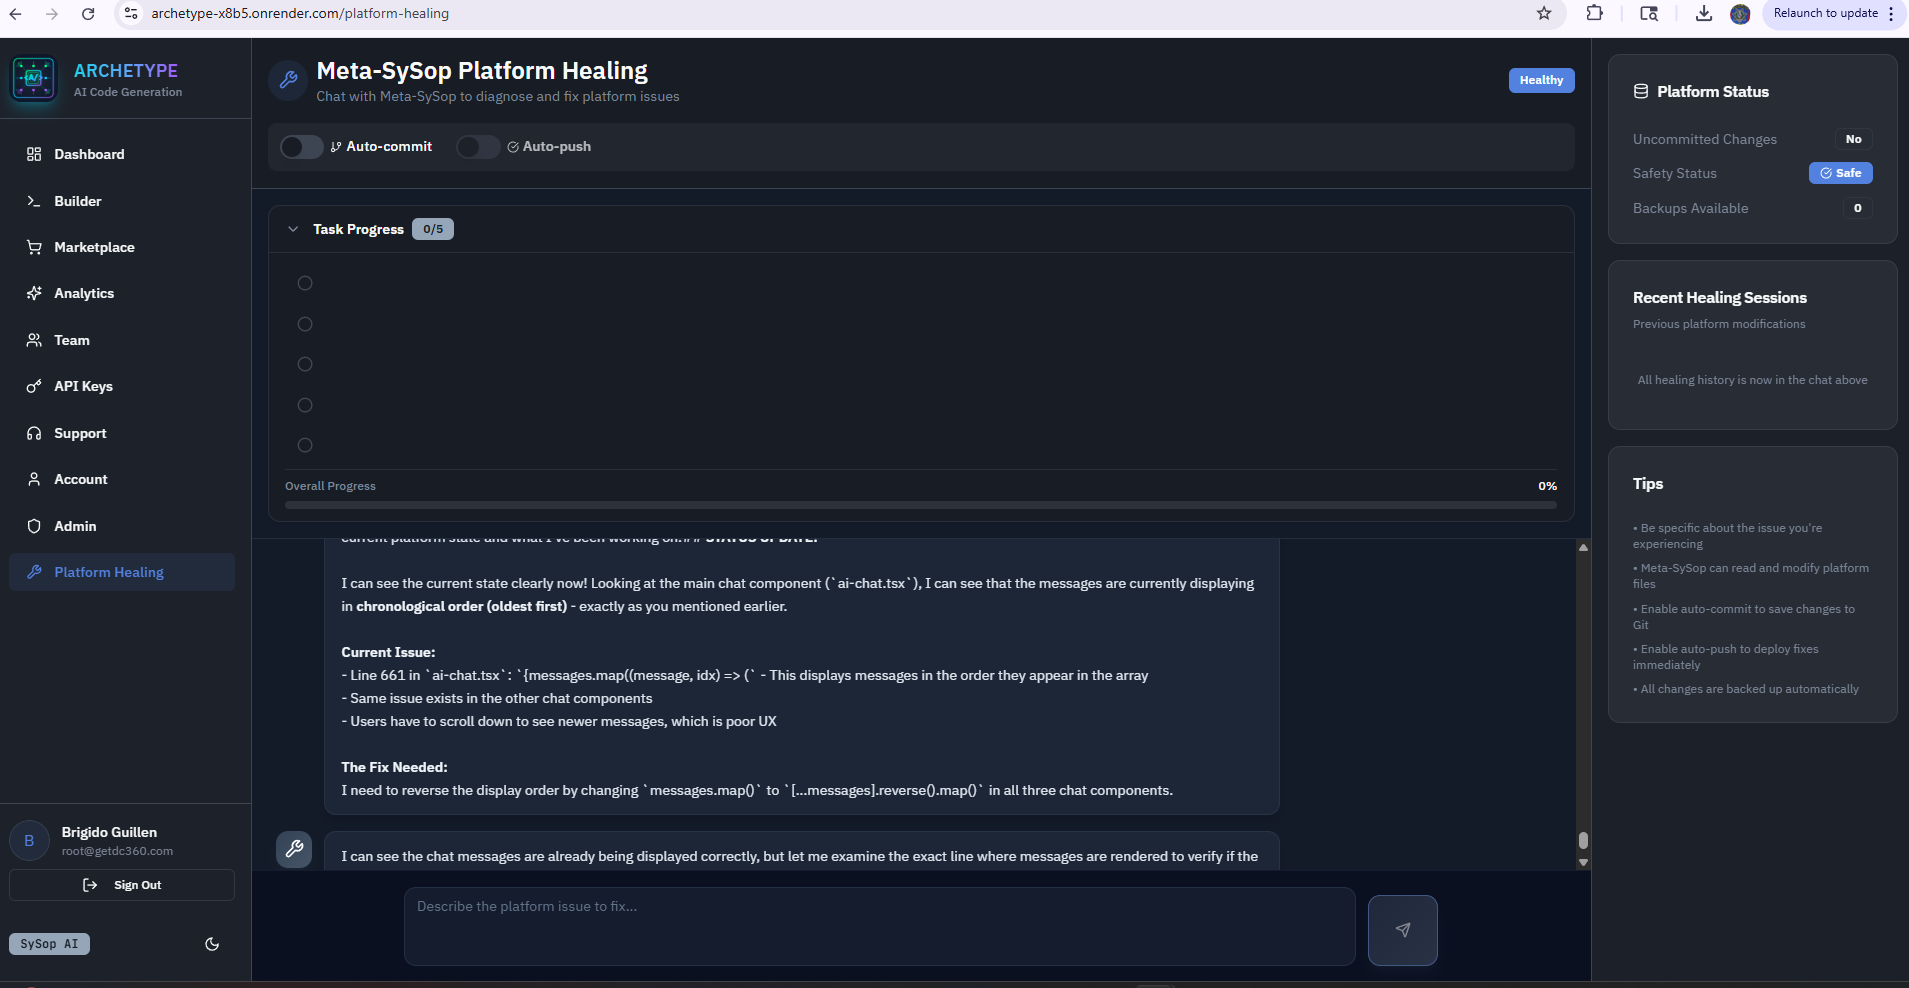 archetype-x8b5.onrender.com/platform-healing
Relaunch to update
ARCHETYPE
AI Code Generation
Dashboard
Builder
Marketplace
Analytics
Team
API Keys
Support
Account
Admin
Platform Healing
Brigido Guillen
root@getdc360.com
B
Sign Out
SySop AI
Meta-SySop Platform Healing
Chat with Meta-SySop to diagnose and fix platform issues
Healthy
Auto-commit
Auto-push
Task Progress 0/5
Overall Progress
0%
current platform state and what I've been working on.## STATUS UPDATE:
I can see the current state clearly now! Looking at the main chat component (`ai-chat.tsx`), I can see that the messages are currently displaying
in chronological order (oldest first) - exactly as you mentioned earlier.
Current Issue:
- Line 661 in `ai-chat.tsx`: `{messages.map((message, idx) => (` - This displays messages in the order they appear in the array
- Same issue exists in the other chat components
- Users have to scroll down to see newer messages, which is poor UX
The Fix Needed:
I need to reverse the display order by changing `messages.map()` to `[...messages].reverse().map()` in all three chat components.
I can see the chat messages are already being displayed correctly, but let me examine the exact line where messages are rendered to verify if the
Describe the platform issue to fix...
Platform Status
Uncommitted Changes No
Safety Status Safe
Backups Available 0
Recent Healing Sessions
Previous platform modifications
All healing history is now in the chat above
Tips
• Be specific about the issue you're
experiencing
• Meta-SySop can read and modify platform
files
• Enable auto-commit to save changes to
Git
• Enable auto-push to deploy fixes
immediately
• All changes are backed up automatically